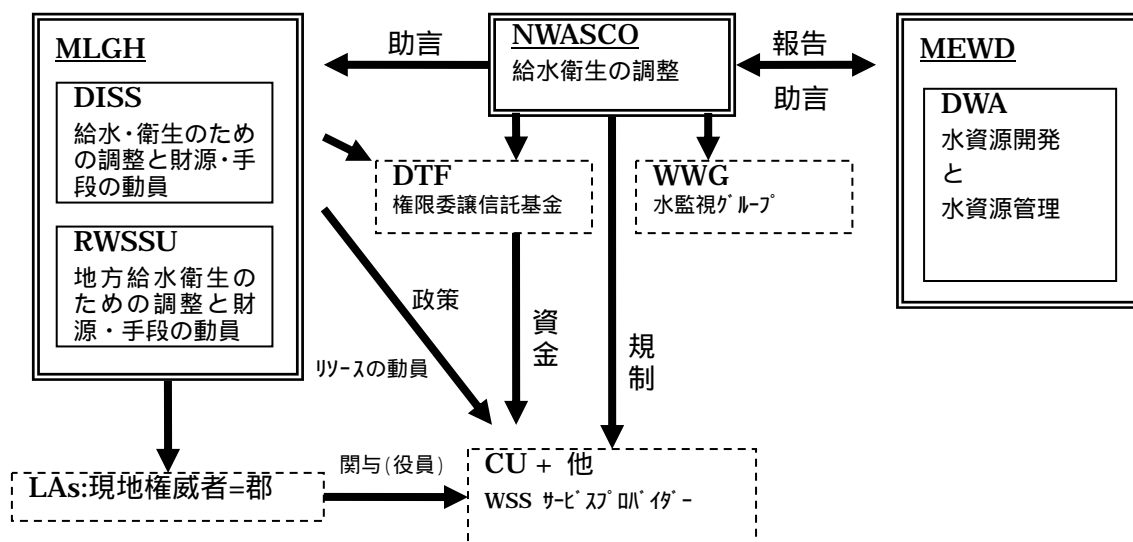 MLGH
DISS
給水・衛生のため
の調整と財源・手
段の動員
RWSSU
地方給水衛生の
ための調整と財
源・手段の動員
助言
NWASCO
給水衛生の調整
報告
助言
MEWD
DWA
水資源開発
と
水資源管理
DTF
権限委譲信託基金
WWG
水監視ｸﾞﾙｰﾌﾟ
政策
ﾘｿｰｽの動員
資金
規制
LAs:現地権威者=郡
関与(役員)
CU + 他
WSS ｻｰﾋﾞｽﾌﾟﾛﾊﾞｲﾀﾞｰ